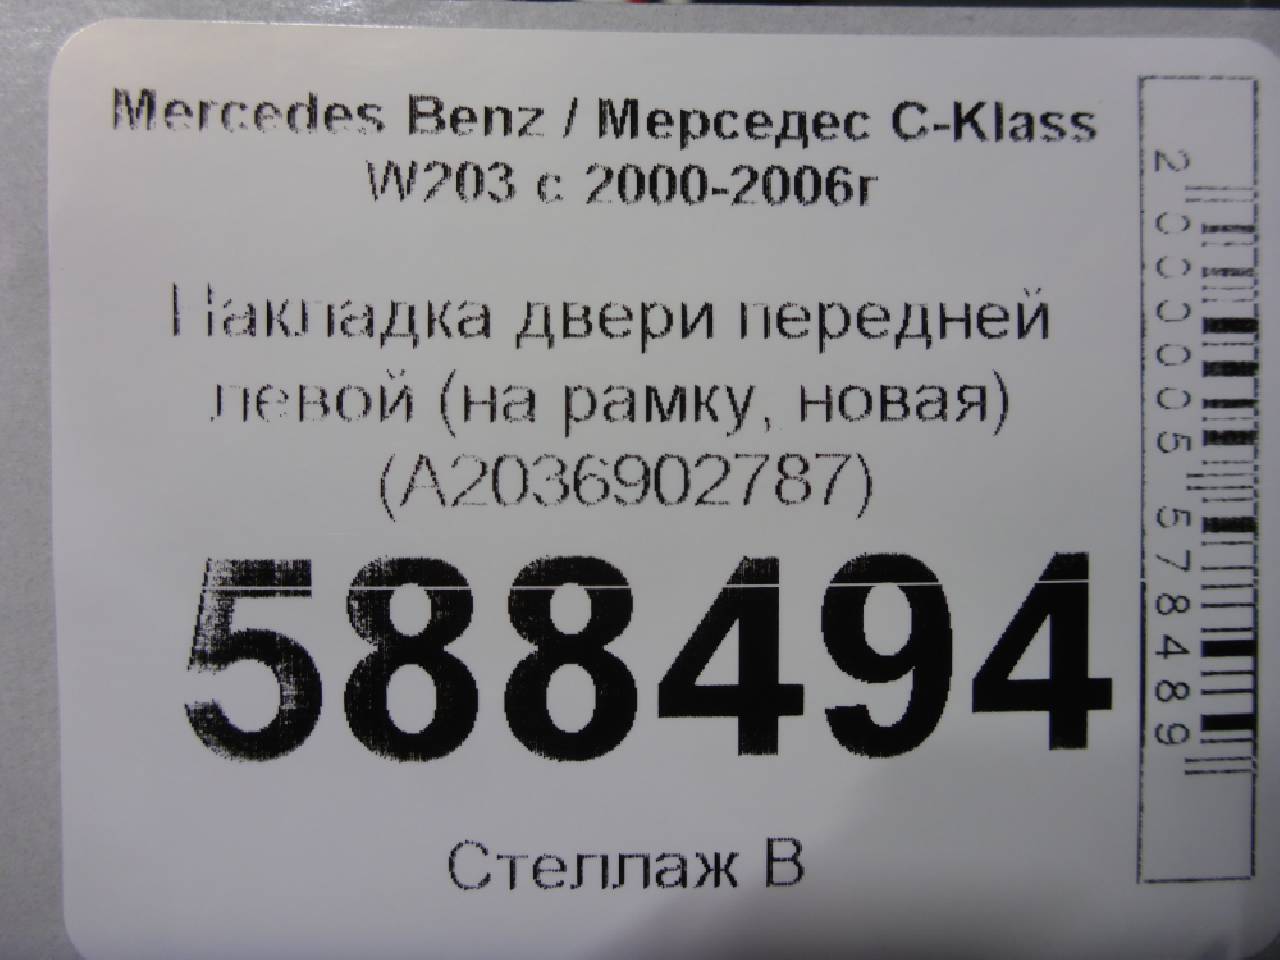 Mercedes Benz / Мерседес C-Klass
W203 с 2000-2006г
Накладка двери передней
левой (на рамку, новая)
(A2036902787)
588494
Стеллаж В
2000005578489